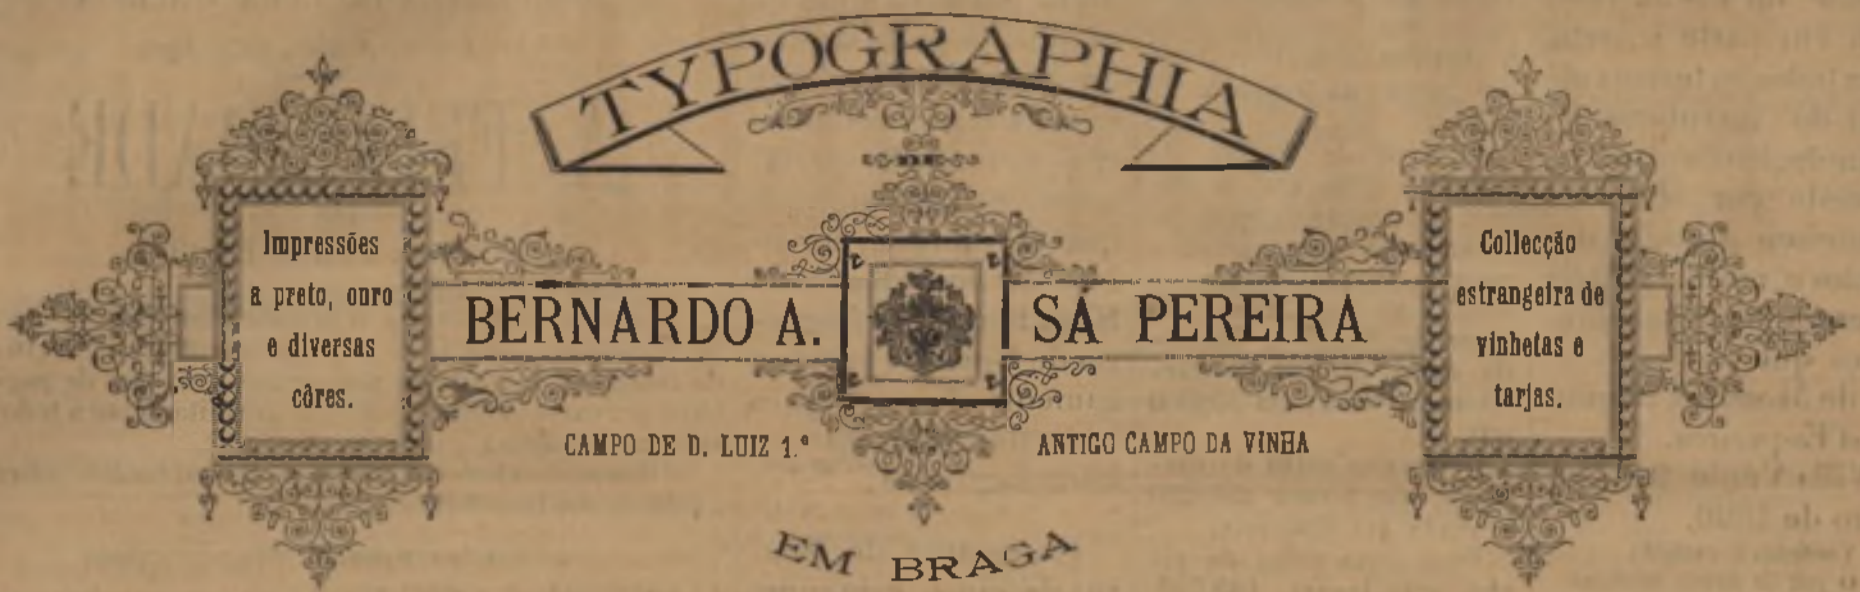 TYPOGRAPHIA
DE
Impressões
a preto, ouro
e diversas
côres.
BERNARDO A. SÁ PEREIRA
Collecção
estrangeira de
vinhetas e
tarjas.
CAMPO DE D. LUIZ 1.º
ANTIGO CAMPO DA VINHA
EM BRAGA